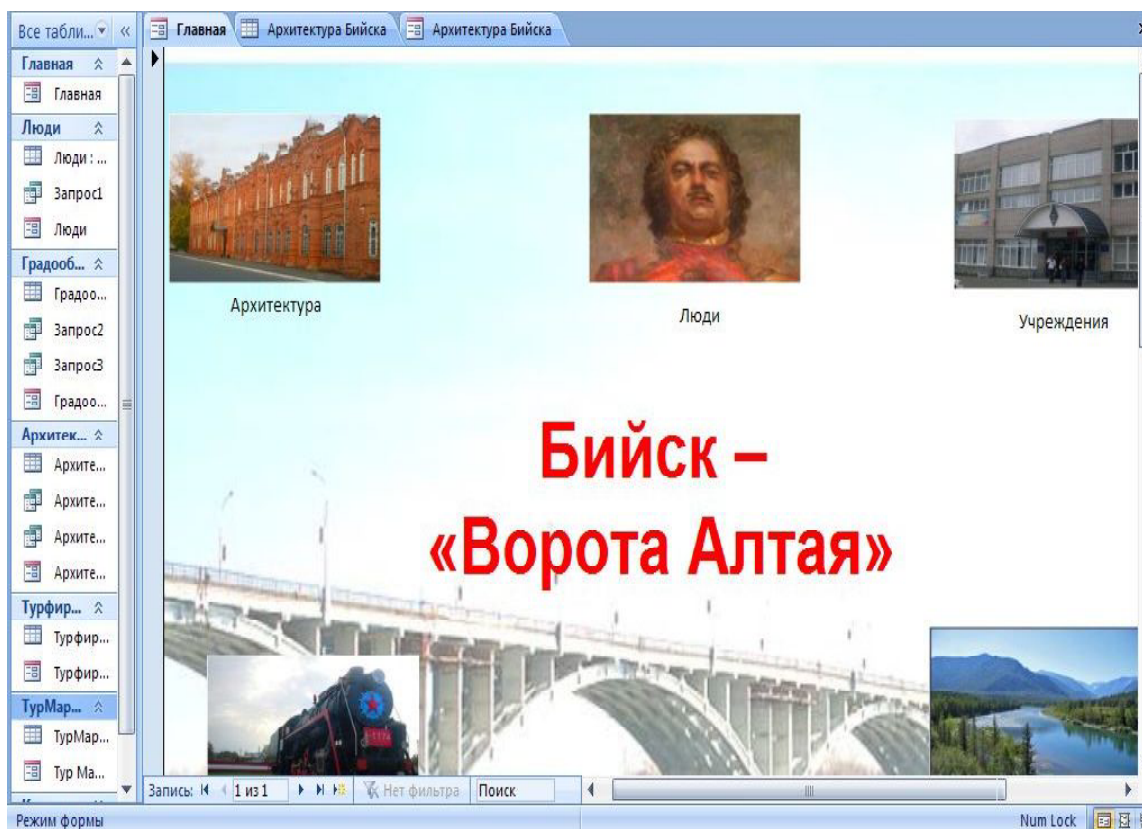 Все табли...
Главная
Архитектура Бийска
Архитектура Бийска
Главная
Главная
Люди
Люди : ...
Запрос1
Люди
Градооб...
Градоо...
Запрос2
Запрос3
Градоо...
Архитек...
Архите...
Архите...
Архите...
Архите...
Турфир...
Турфир...
Турфир...
ТурМар...
ТурМар...
Тур Ма...
Архитектура
Люди
Учреждения
Бийск –
«Ворота Алтая»
Запись: 1 из 1
Нет фильтра
Поиск
Режим формы
Num Lock